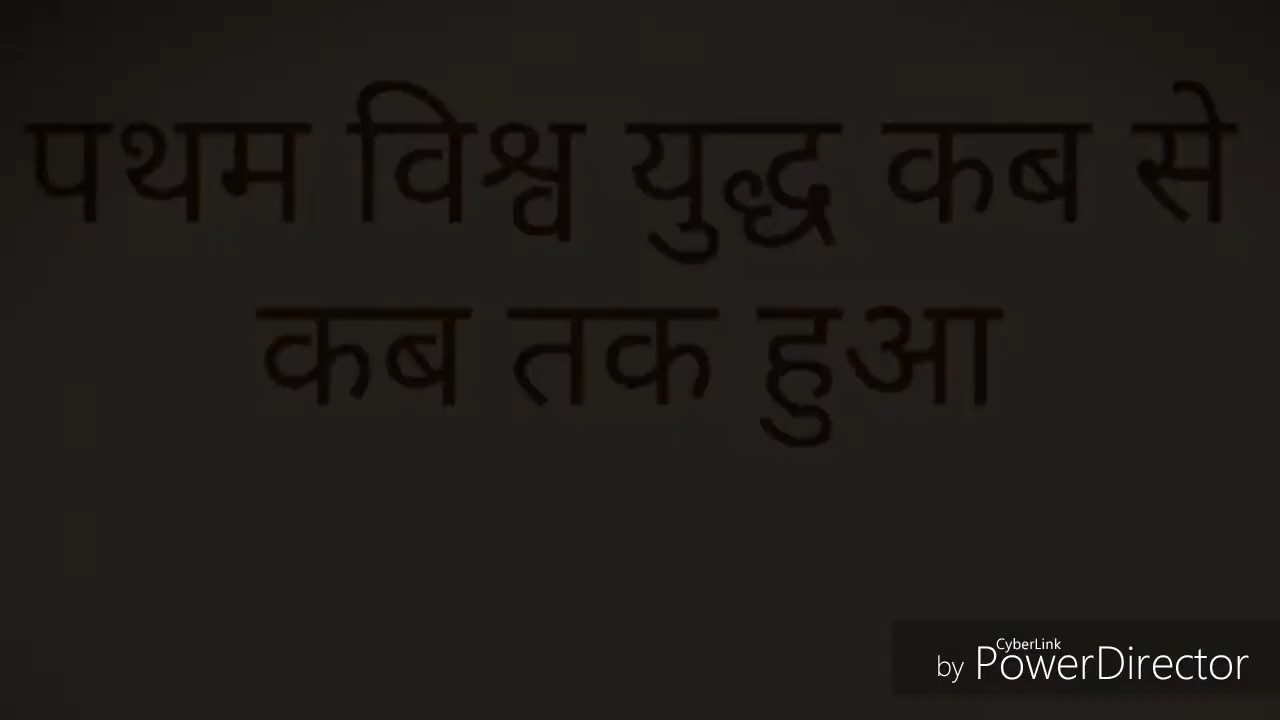 पथम विश्व युद्ध कब से
कब तक हुआ
CyberLink
by PowerDirector